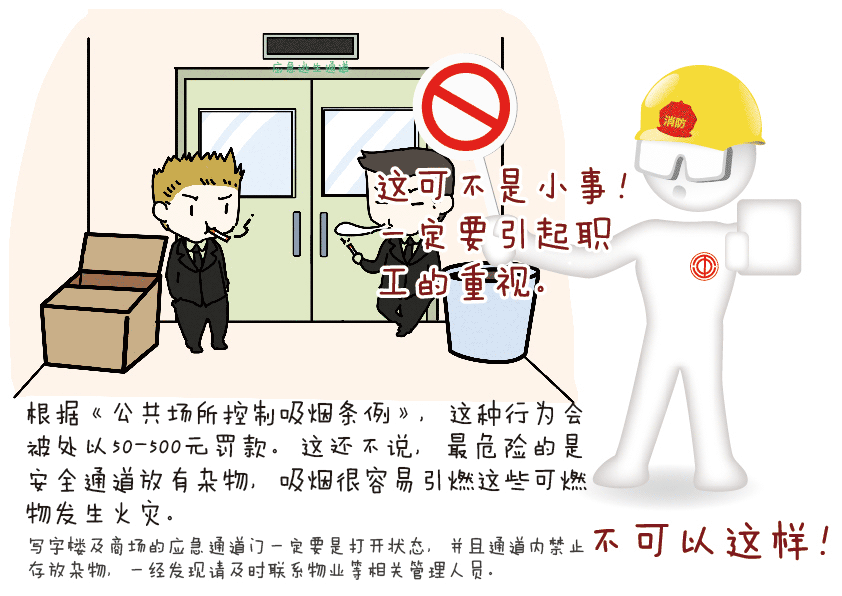 应急逃生通道
消防
这可不是小事！
一定要引起职
工的重视。
根据《公共场所控制吸烟条例》，这种行为会
被处以50-500元罚款。这还不说，最危险的是
安全通道放有杂物，吸烟很容易引燃这些可燃
物发生火灾。
写字楼及商场的应急通道门一定要是打开状态，并且通道内禁止
存放杂物，一经发现请及时联系物业等相关管理人员。
不可以这样！